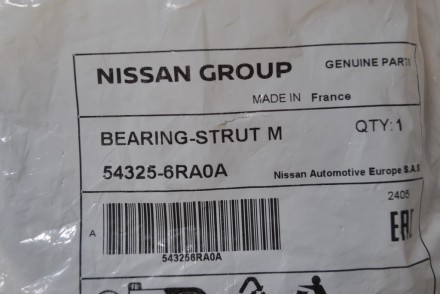 NISSAN GROUP GENUINE PARTS
MADE IN France
BEARING-STRUT M QTY: 1
54325-6RA0A Nissan Automotive Europe S.A.S
2405
A
EAC
543256RA0A